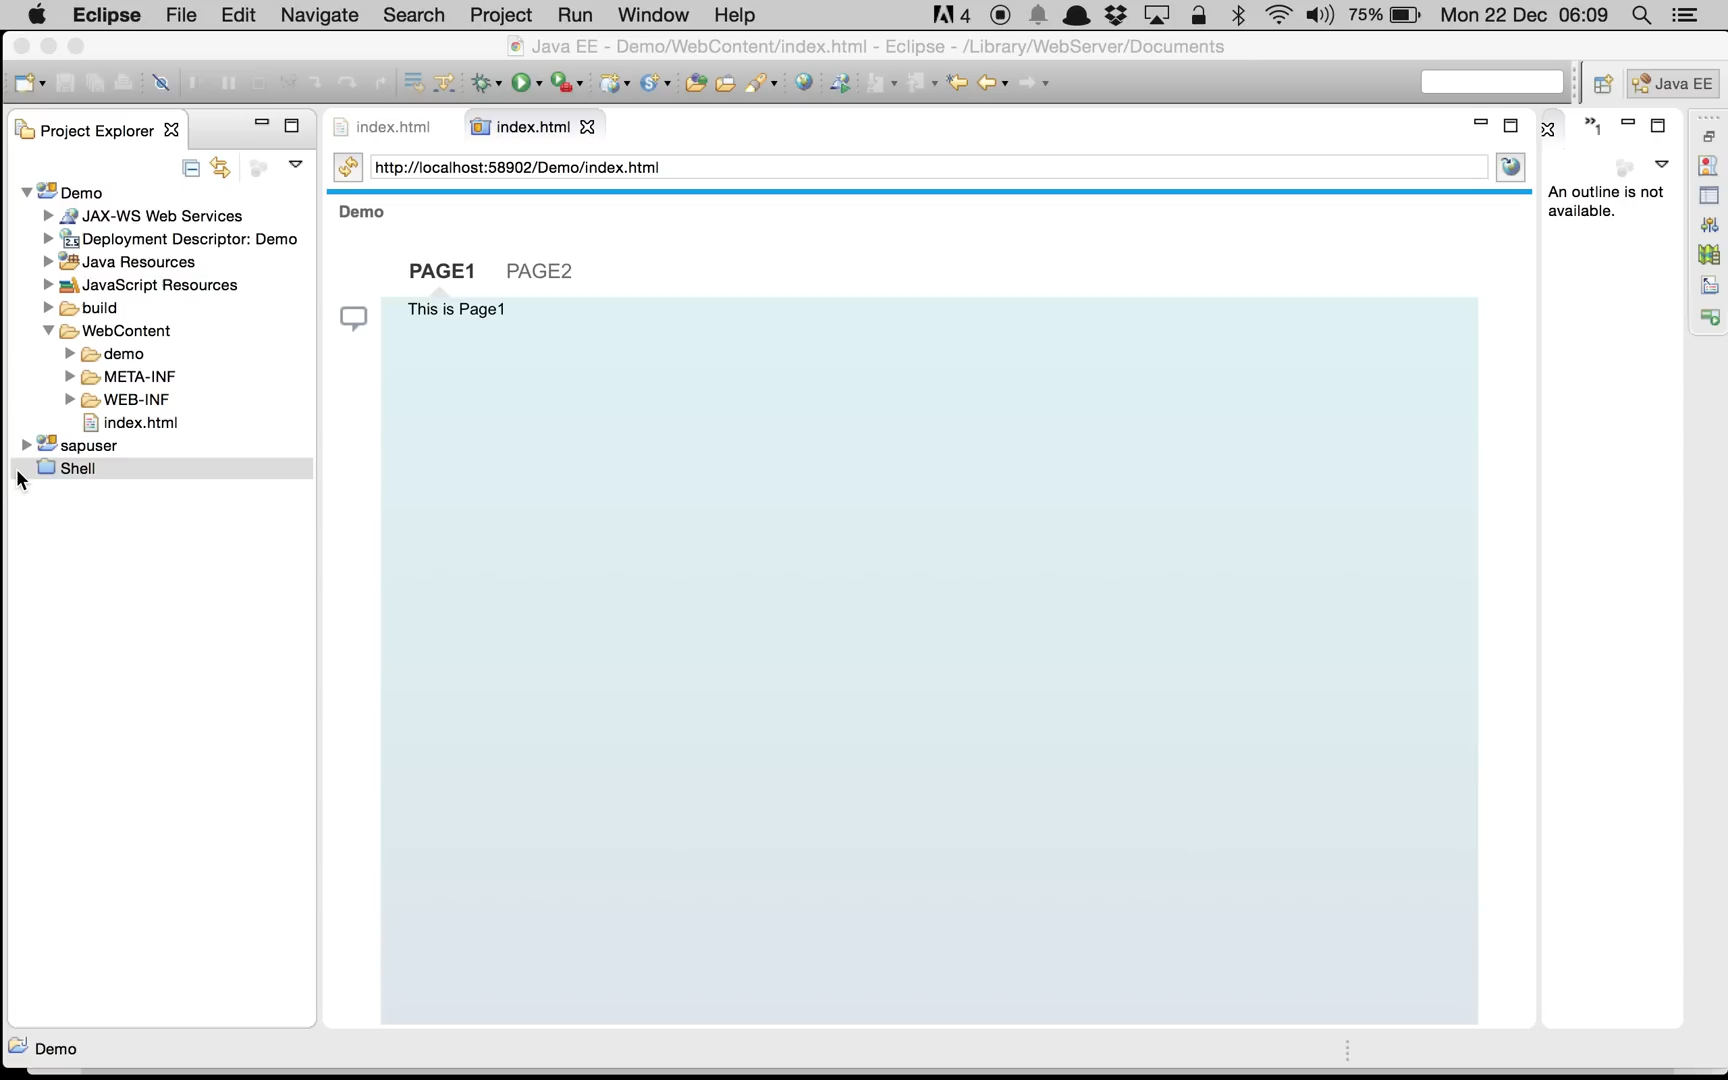 Eclipse File Edit Navigate Search Project Run Window Help 4 75% Mon 22 Dec 06:09
Java EE - Demo/WebContent/index.html - Eclipse - /Library/WebServer/Documents
Java EE
Project Explorer
index.html
index.html
1
http://localhost:58902/Demo/index.html
Demo
JAX-WS Web Services
2.5 Deployment Descriptor: Demo
Java Resources
JavaScript Resources
build
WebContent
demo
META-INF
WEB-INF
index.html
sapuser
Shell
Demo
PAGE1 PAGE2
This is Page1
An outline is not
available.
Demo